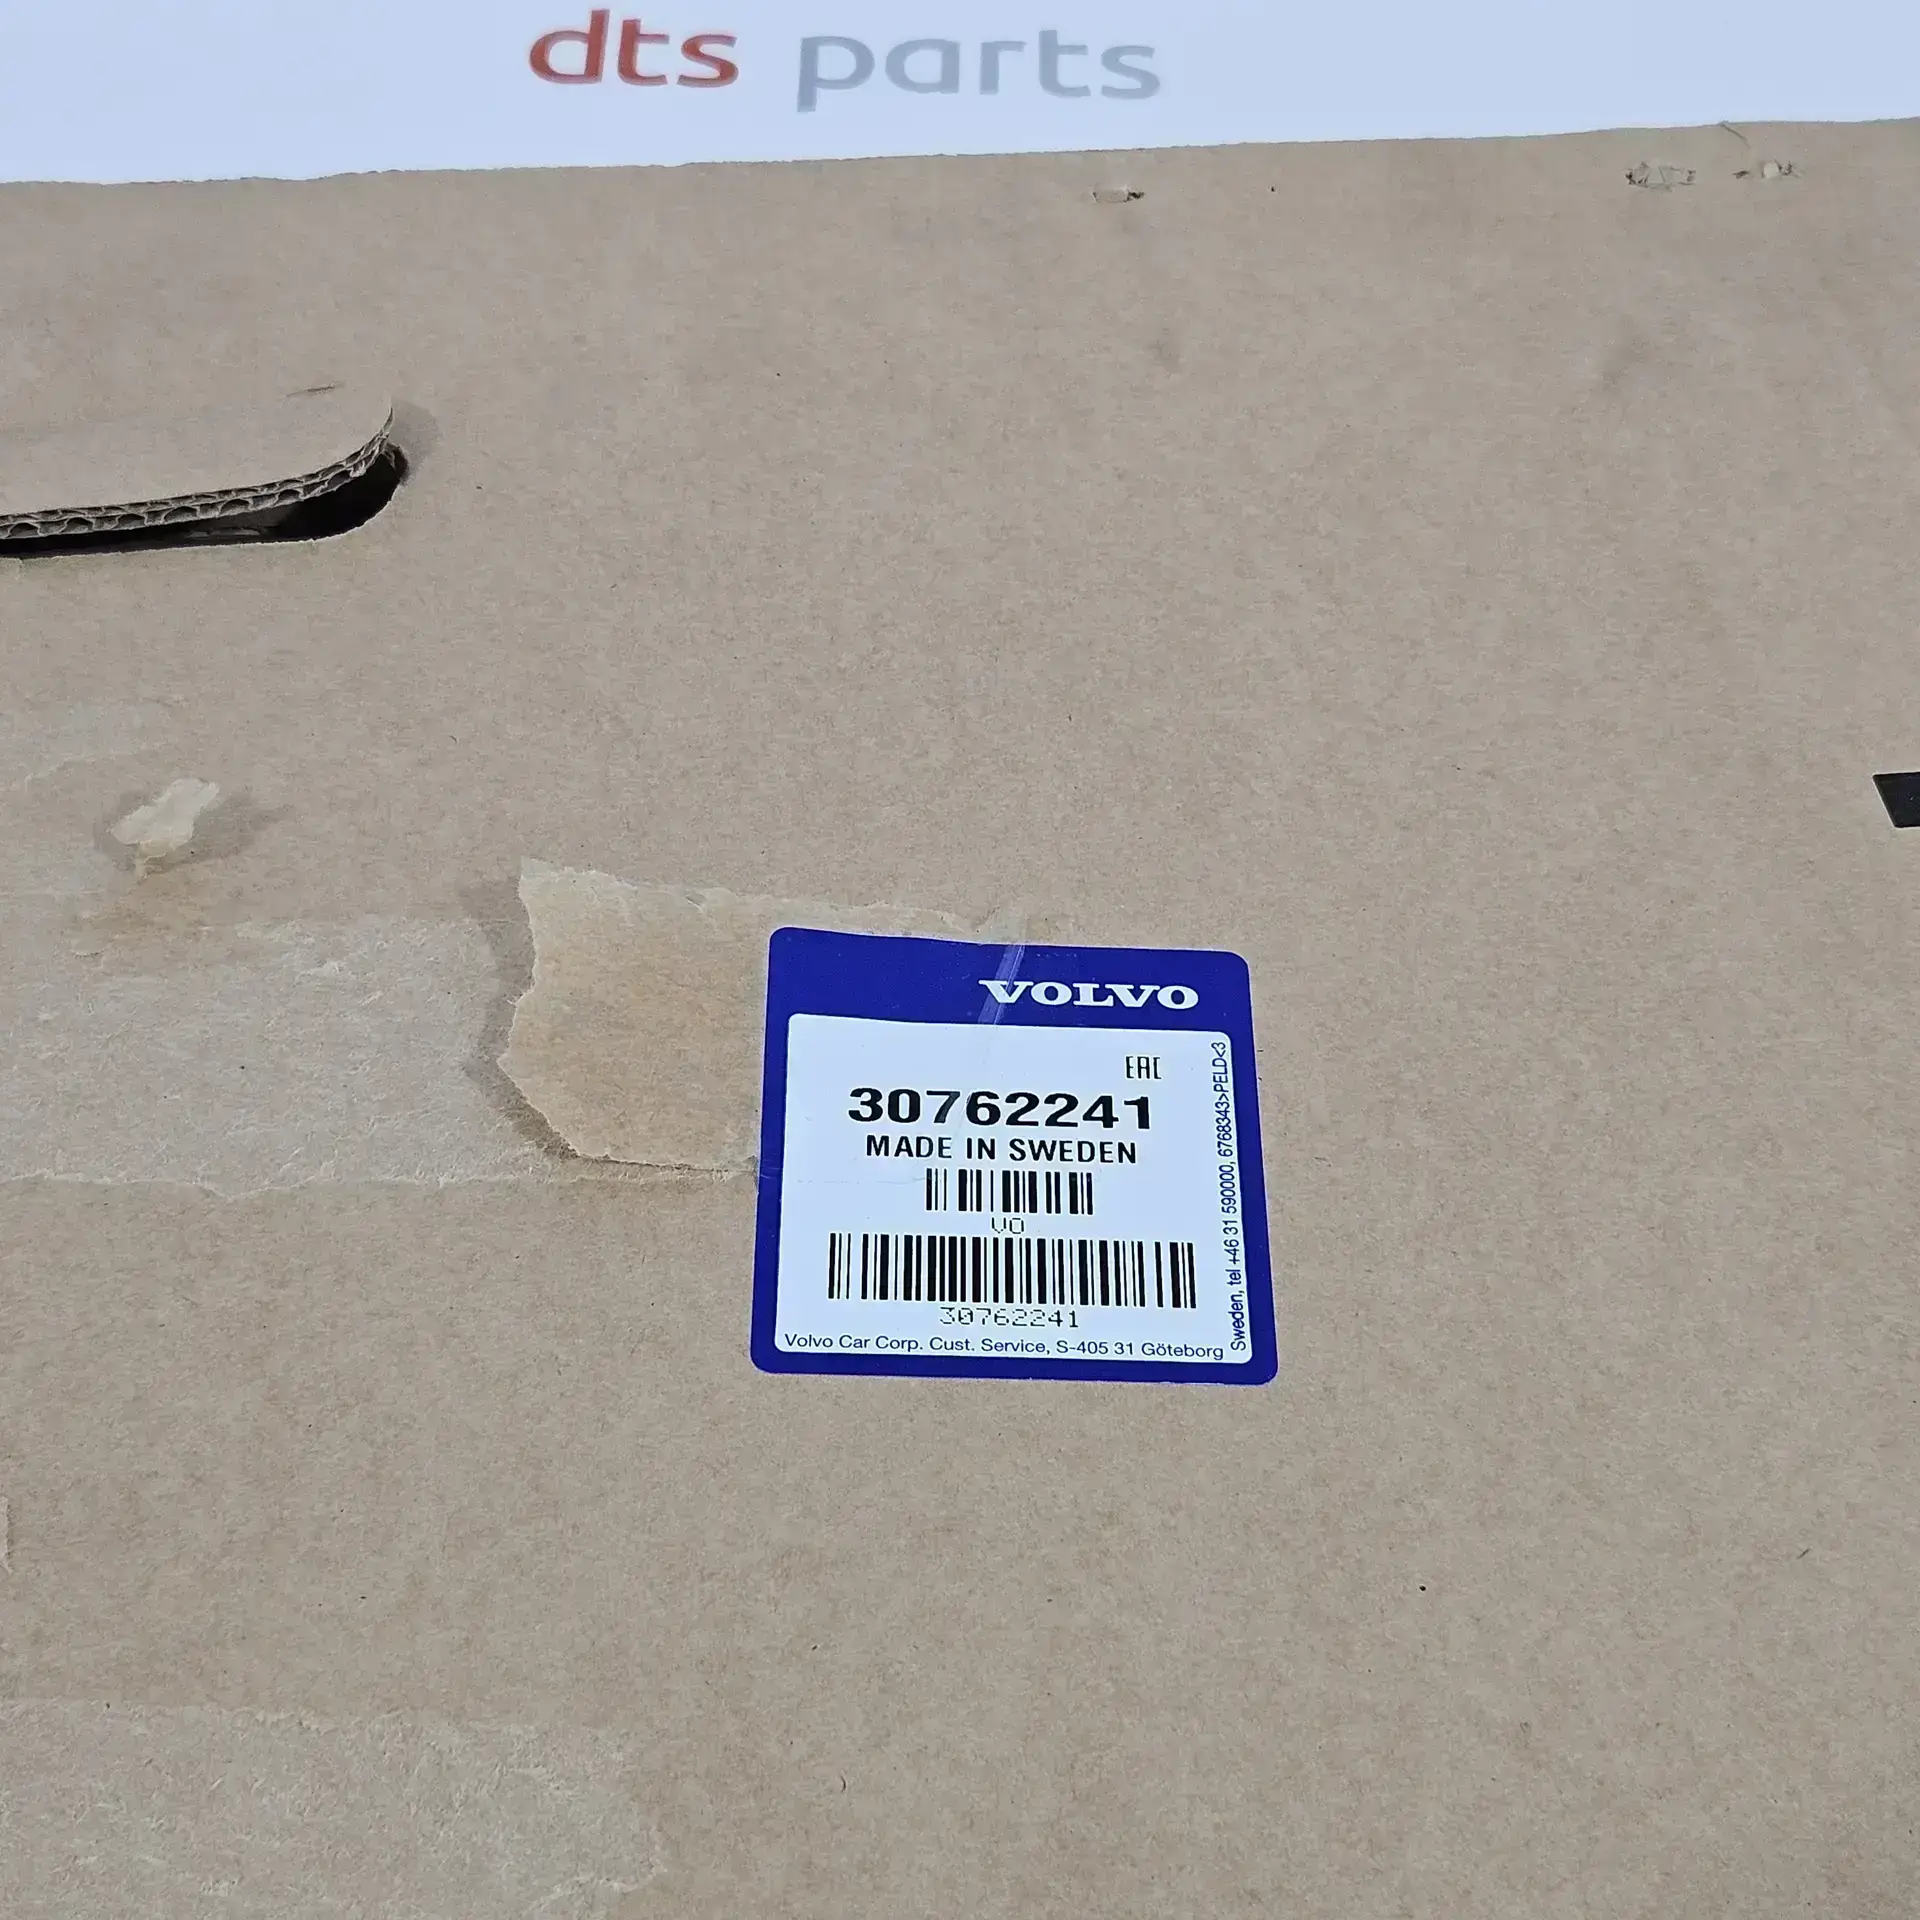 dts parts
VOLVO
EAC
30762241
MADE IN SWEDEN
VO
30762241
Volvo Car Corp. Cust. Service, S-405 31 Göteborg
Sweden, tel +46 31 590000, 6768343>PELD<3